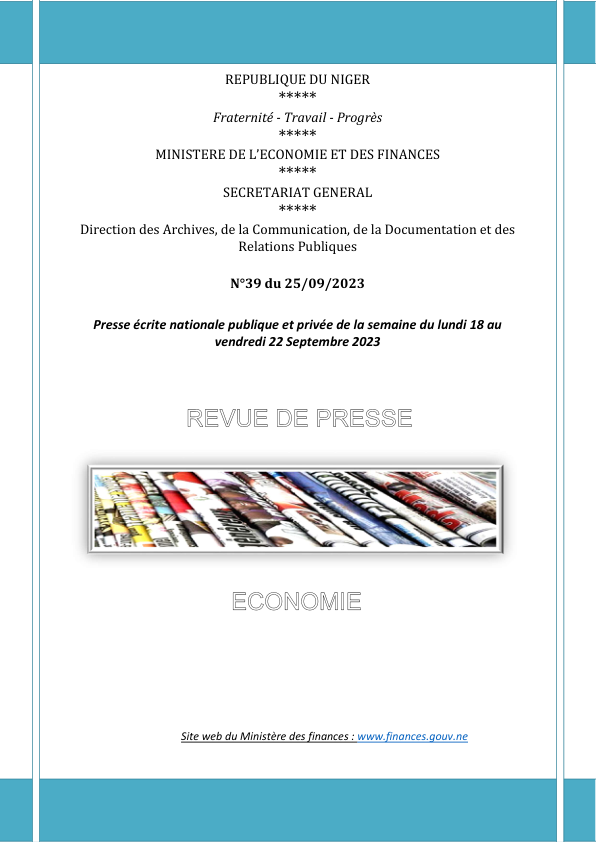 REPUBLIQUE DU NIGER
*****
Fraternité - Travail - Progrès
*****
MINISTERE DE L'ECONOMIE ET DES FINANCES
*****
SECRETARIAT GENERAL
*****
Direction des Archives, de la Communication, de la Documentation et des
Relations Publiques
N°39 du 25/09/2023
Presse écrite nationale publique et privée de la semaine du lundi 18 au
vendredi 22 Septembre 2023
REVUE DE PRESSE
ECONOMIE
Site web du Ministère des finances : www.finances.gouv.ne